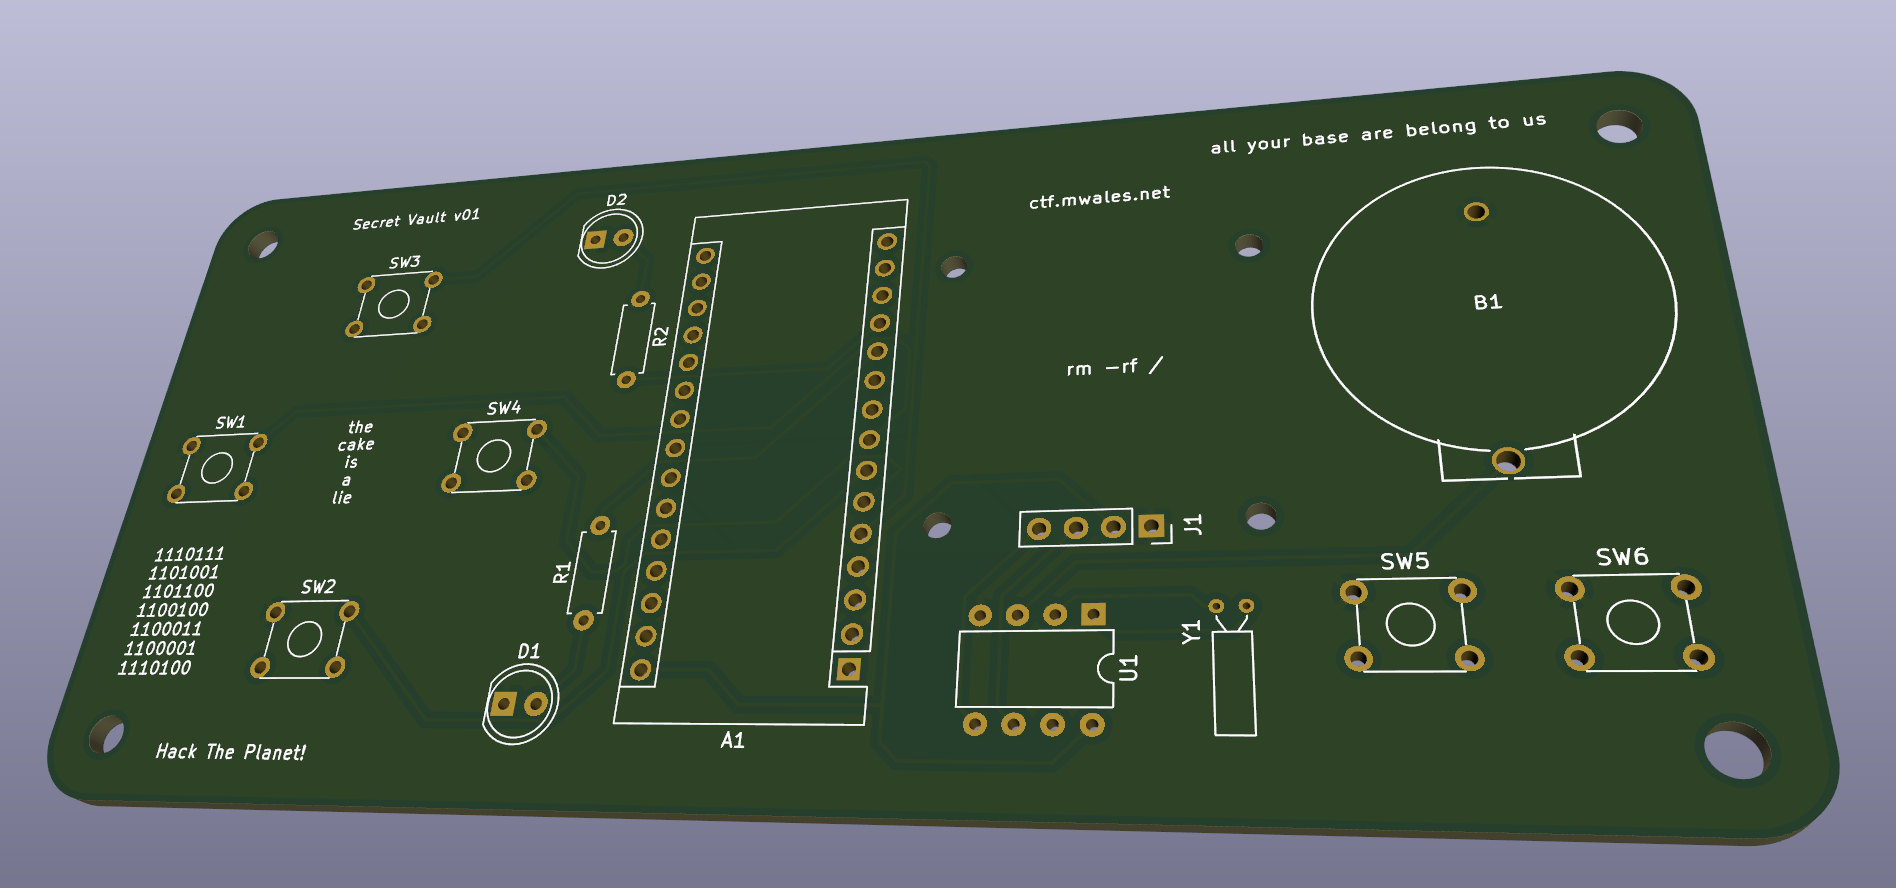 all your base are belong to us
ctf.mwales.net
Secret Vault v01
D2
SW3
B1
R2
rm -rf /
SW1
SW4
the
cake
is
a
lie
J1
1110111
1101001
1101100
1100100
1100011
1100001
1110100
SW5
SW6
R1
SW2
Y1
U1
D1
A1
Hack The Planet!